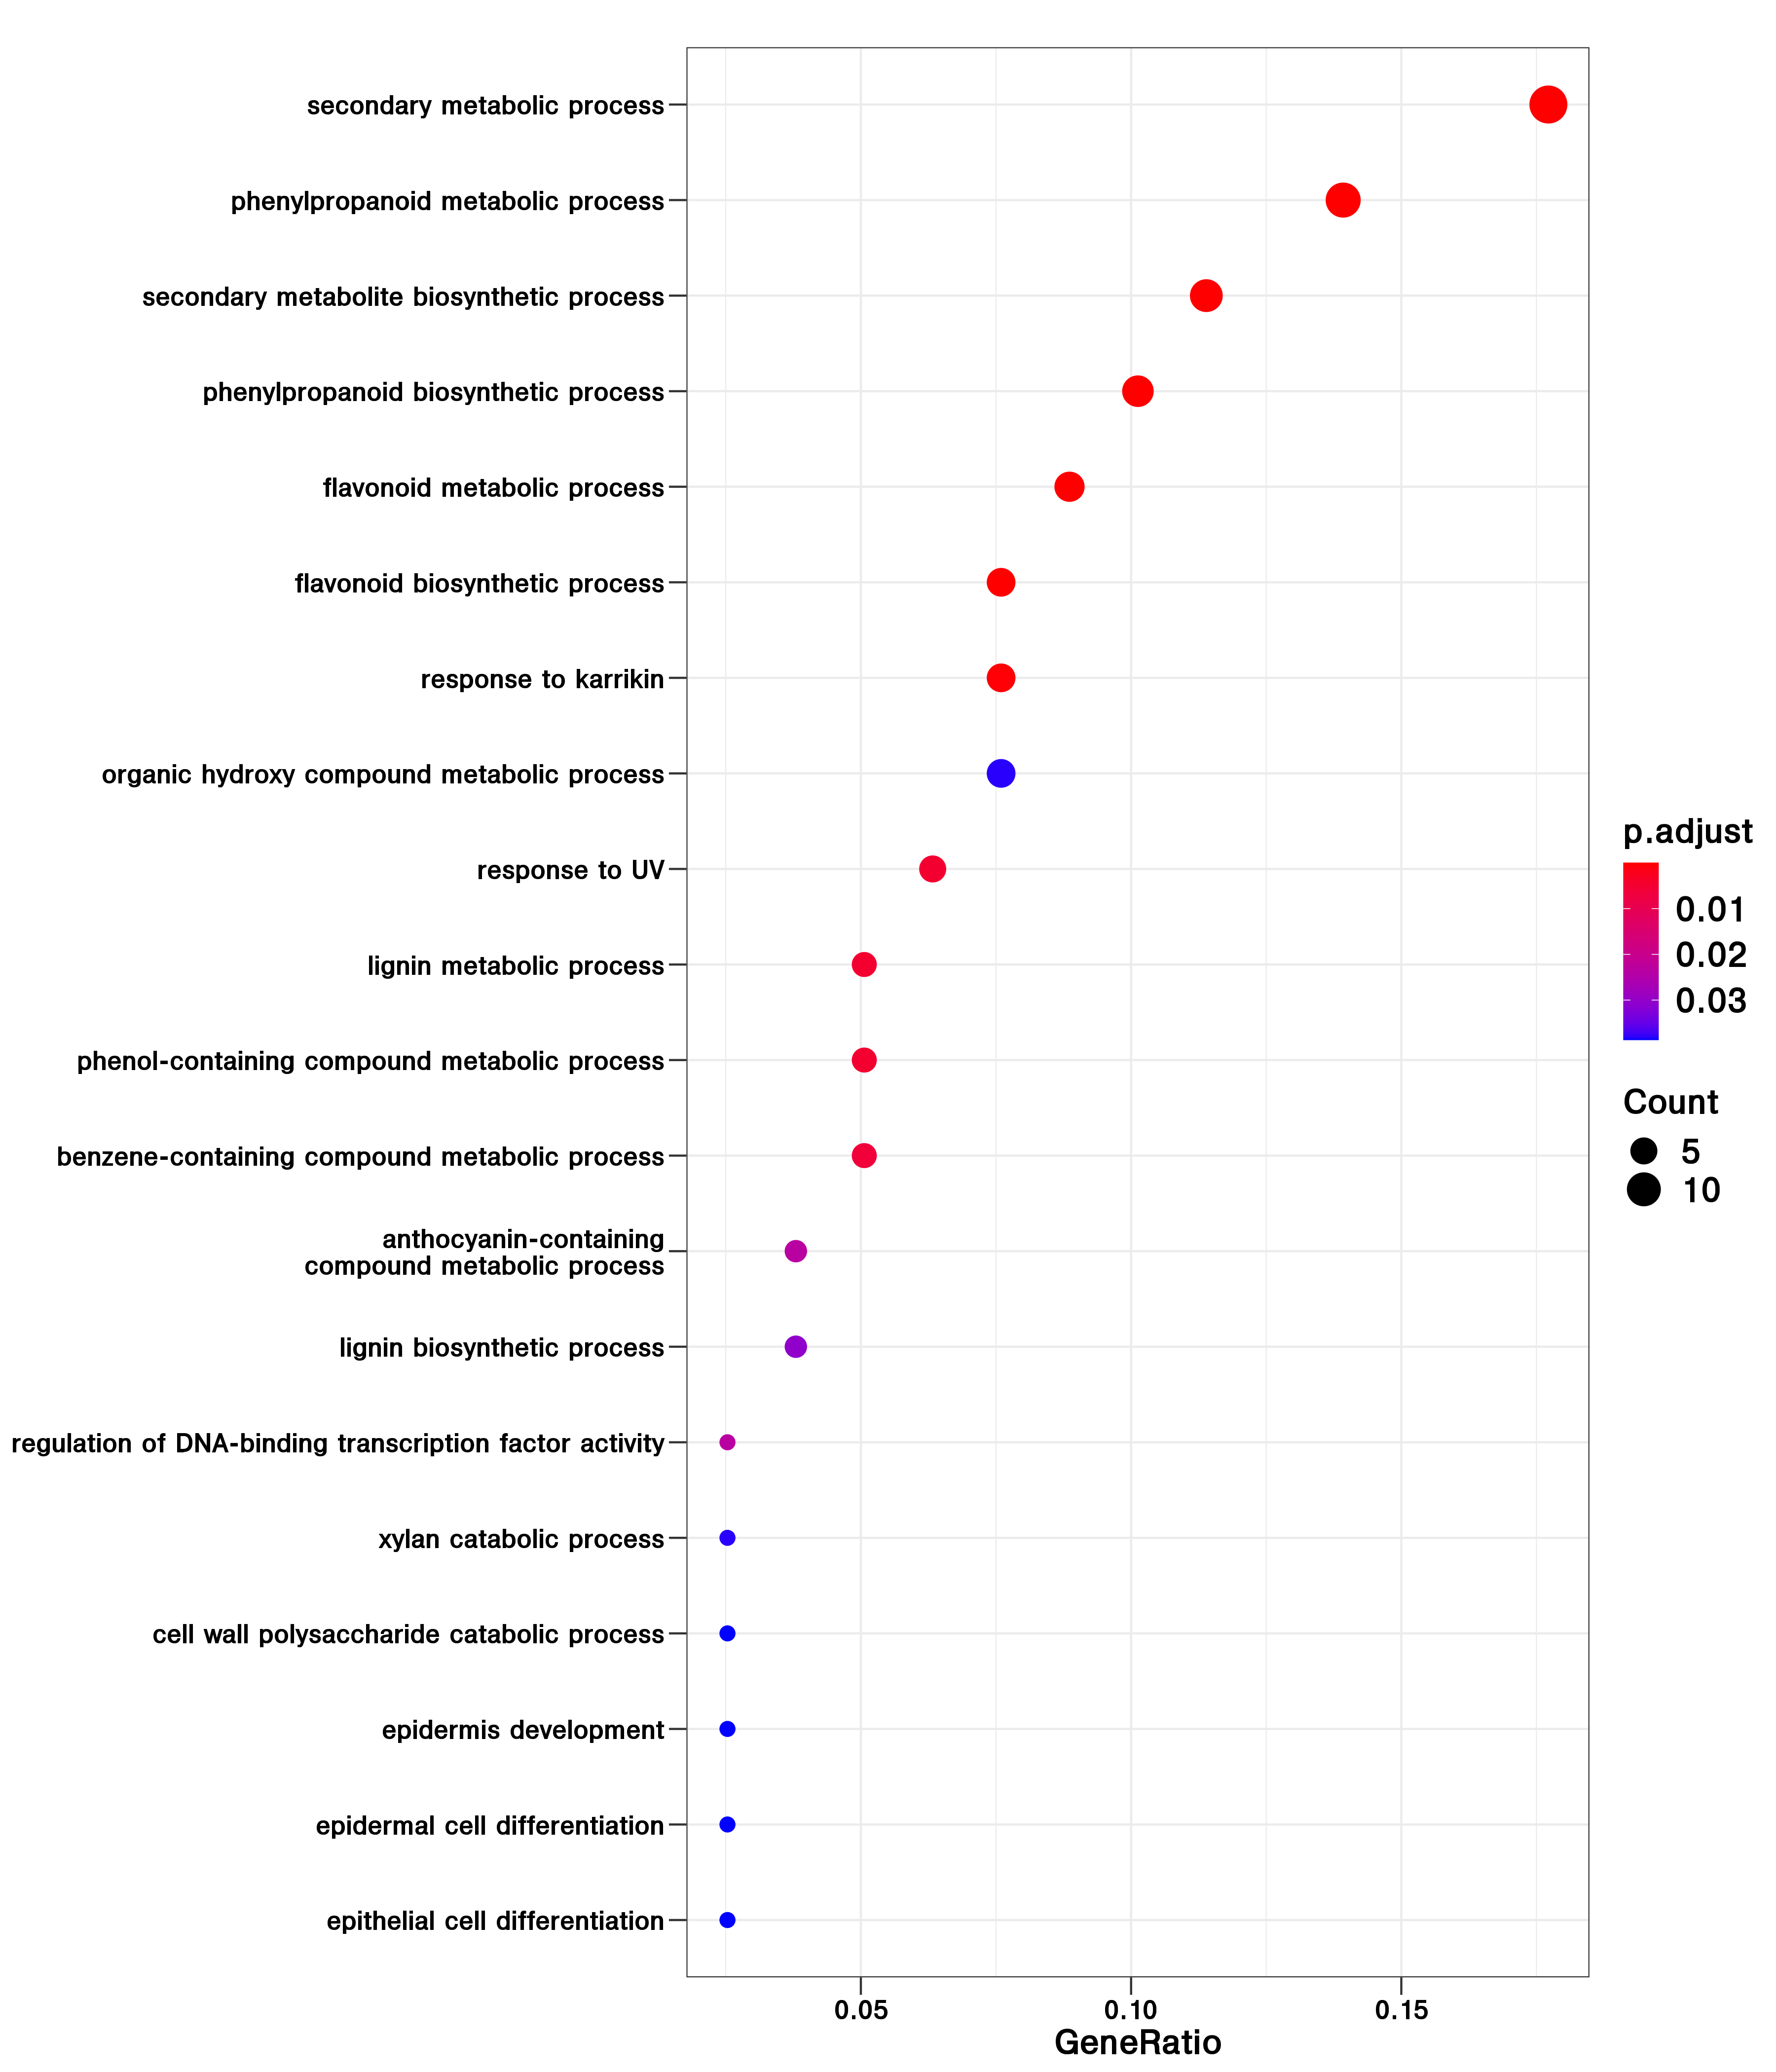 secondary metabolic process
phenylpropanoid metabolic process
secondary metabolite biosynthetic process
phenylpropanoid biosynthetic process
flavonoid metabolic process
flavonoid biosynthetic process
response to karrikin
organic hydroxy compound metabolic process
response to UV
lignin metabolic process
phenol-containing compound metabolic process
benzene-containing compound metabolic process
anthocyanin-containing
compound metabolic process
lignin biosynthetic process
regulation of DNA-binding transcription factor activity
xylan catabolic process
cell wall polysaccharide catabolic process
epidermis development
epidermal cell differentiation
epithelial cell differentiation
0.05 0.10 0.15
GeneRatio
p.adjust
0.01
0.02
0.03
Count
5
10